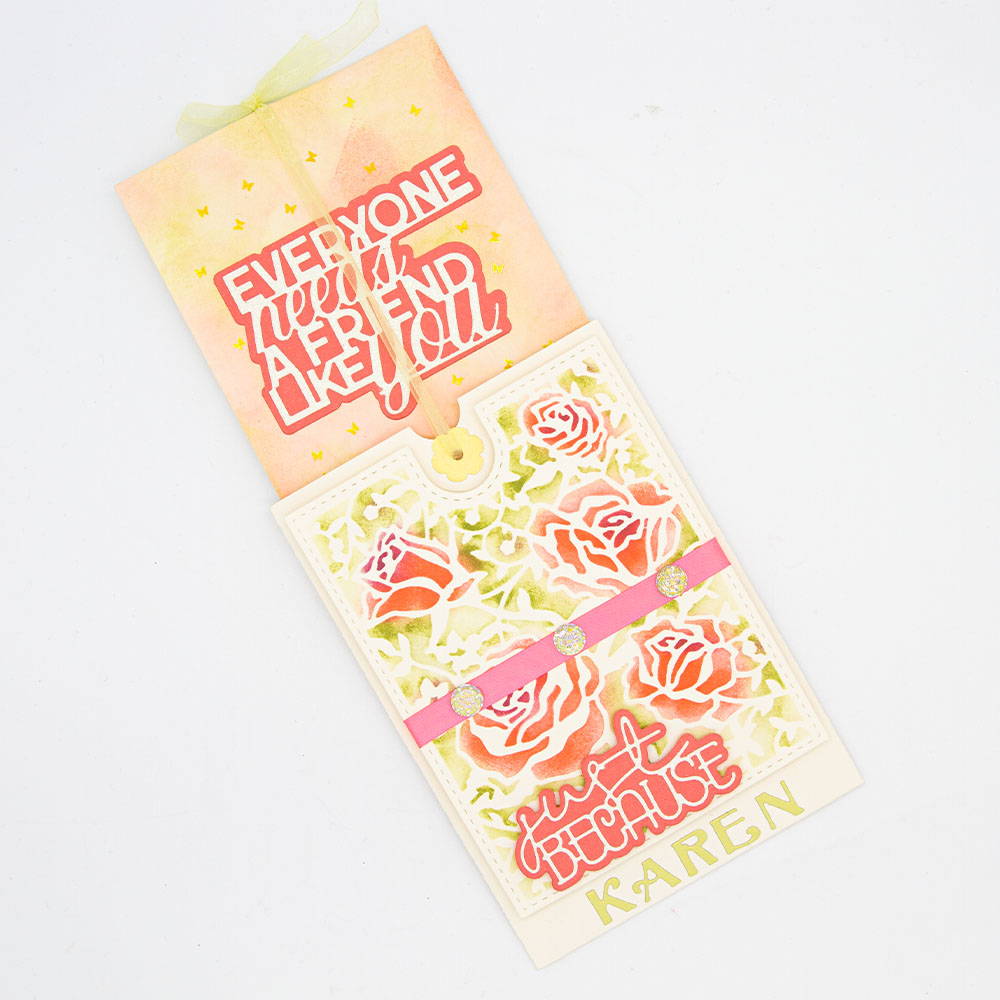 EVERYONE
needs
A FRIEND
LIKE you
just
BECAUSE
KAREN